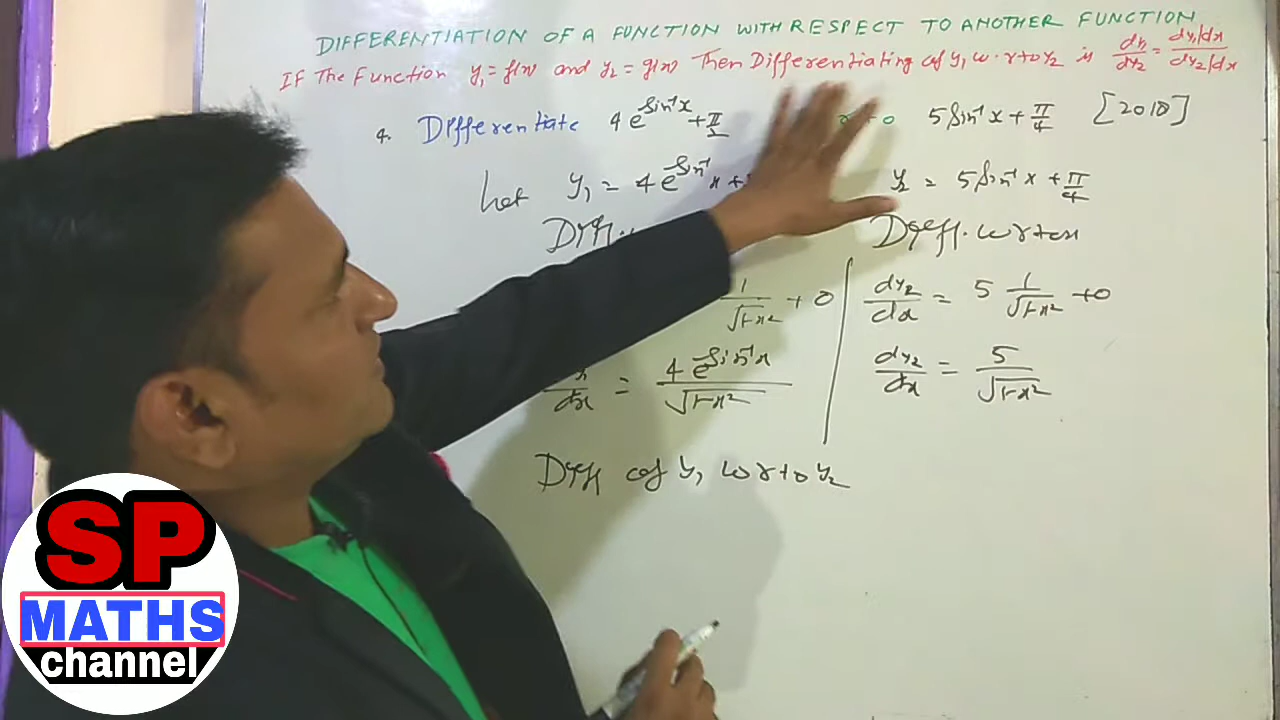 DIFFERENTIATION OF A FUNCTION WITH RESPECT TO ANOTHER FUNCTION
IF The Function y₁ = f(x) and y₂ = g(x) Then Differentiating of y₁ w.r to y₂ is dy₁/dy₂ = (dy₁/dx)/(dy₂/dx)
4. Differentiate 4e^(sin⁻¹x) + π/2 5 sin⁻¹x + π/4 [2018]
Let y₁ = 4e^(sin⁻¹x) + y₂ = 5 sin⁻¹x + π/4
Diff. Diff. w r to x
1/√(1-x²) + 0 dy₂/dx = 5 1/√(1-x²) + 0
/dx = 4e^(sin⁻¹x)/√(1-x²) dy₂/dx = 5/√(1-x²)
Diff of y₁ w r to y₂
SP
MATHS
channel